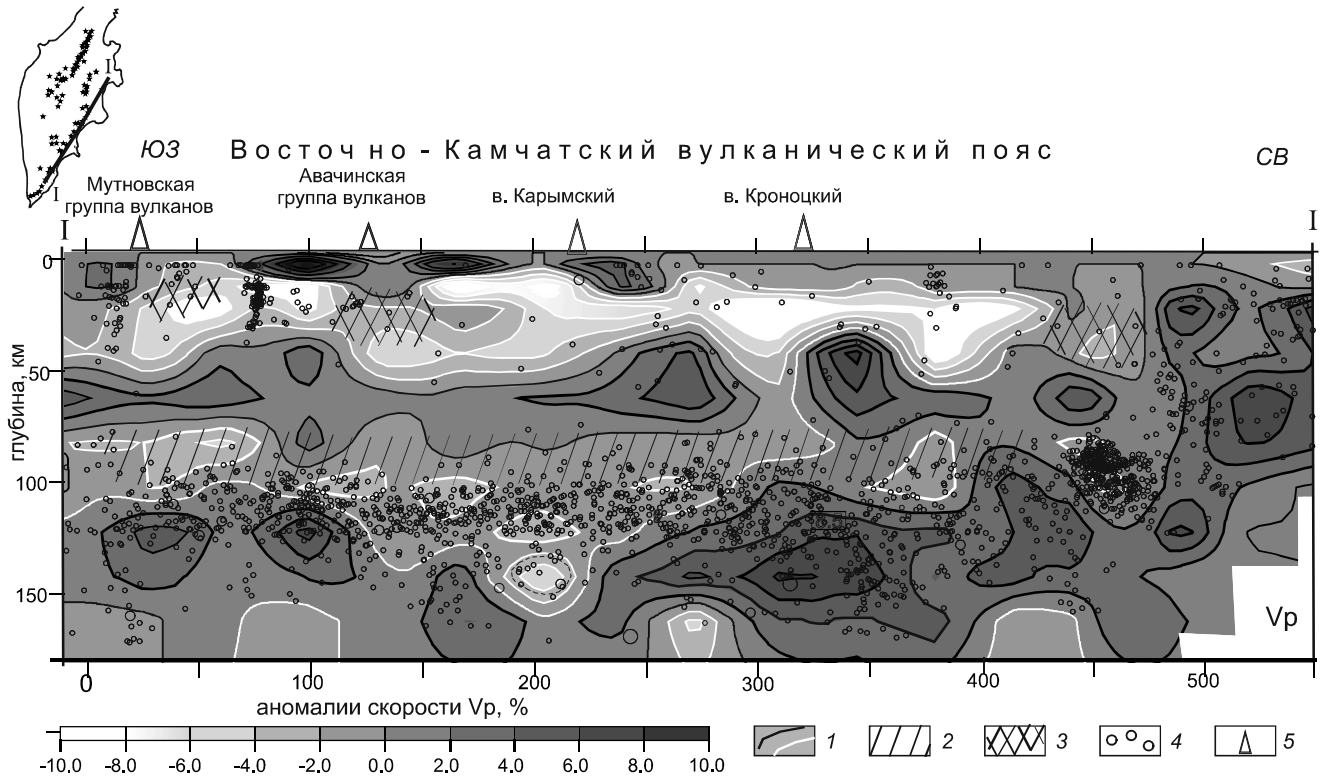 I
I
ЮЗ Восточно - Камчатский вулканический пояс СВ
Мутновская
группа вулканов
Авачинская
группа вулканов
в. Карымский
в. Кроноцкий
I I
0
50
100
150
глубина, км
Vp
0 100 200 300 400 500
аномалии скорости Vp, %
-10.0 -8.0 -6.0 -4.0 -2.0 0.0 2.0 4.0 6.0 8.0 10.0
1 2 3 4 5